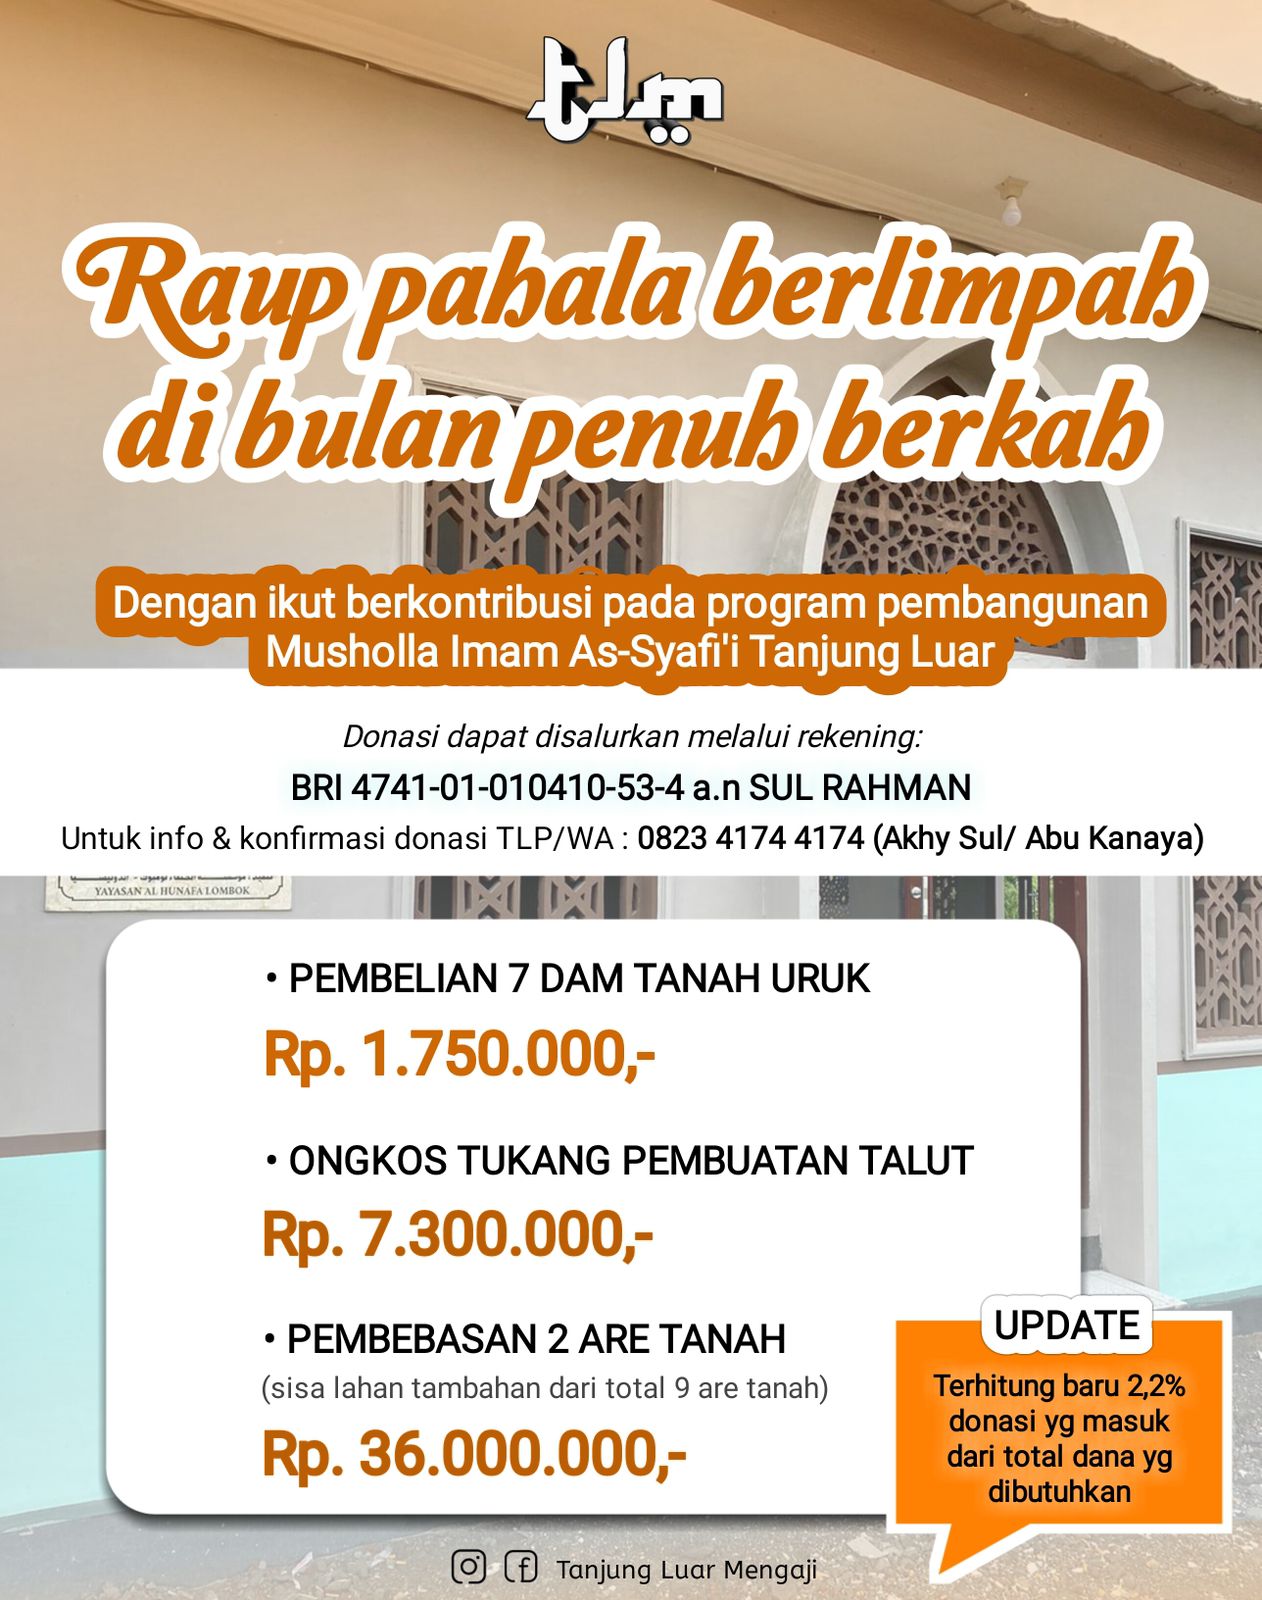 tlm
Raup pahala berlimpah
di bulan penuh berkah
Dengan ikut berkontribusi pada program pembangunan
Musholla Imam As-Syafi'i Tanjung Luar
Donasi dapat disalurkan melalui rekening:
BRI 4741-01-010410-53-4 a.n SUL RAHMAN
Untuk info & konfirmasi donasi TLP/WA : 0823 4174 4174 (Akhy Sul/ Abu Kanaya)
YAYASAN AL HUNAFA LOMBOK
• PEMBELIAN 7 DAM TANAH URUK
Rp. 1.750.000,-
• ONGKOS TUKANG PEMBUATAN TALUT
Rp. 7.300.000,-
• PEMBEBASAN 2 ARE TANAH
(sisa lahan tambahan dari total 9 are tanah)
Rp. 36.000.000,-
UPDATE
Terhitung baru 2,2%
donasi yg masuk
dari total dana yg
dibutuhkan
Tanjung Luar Mengaji